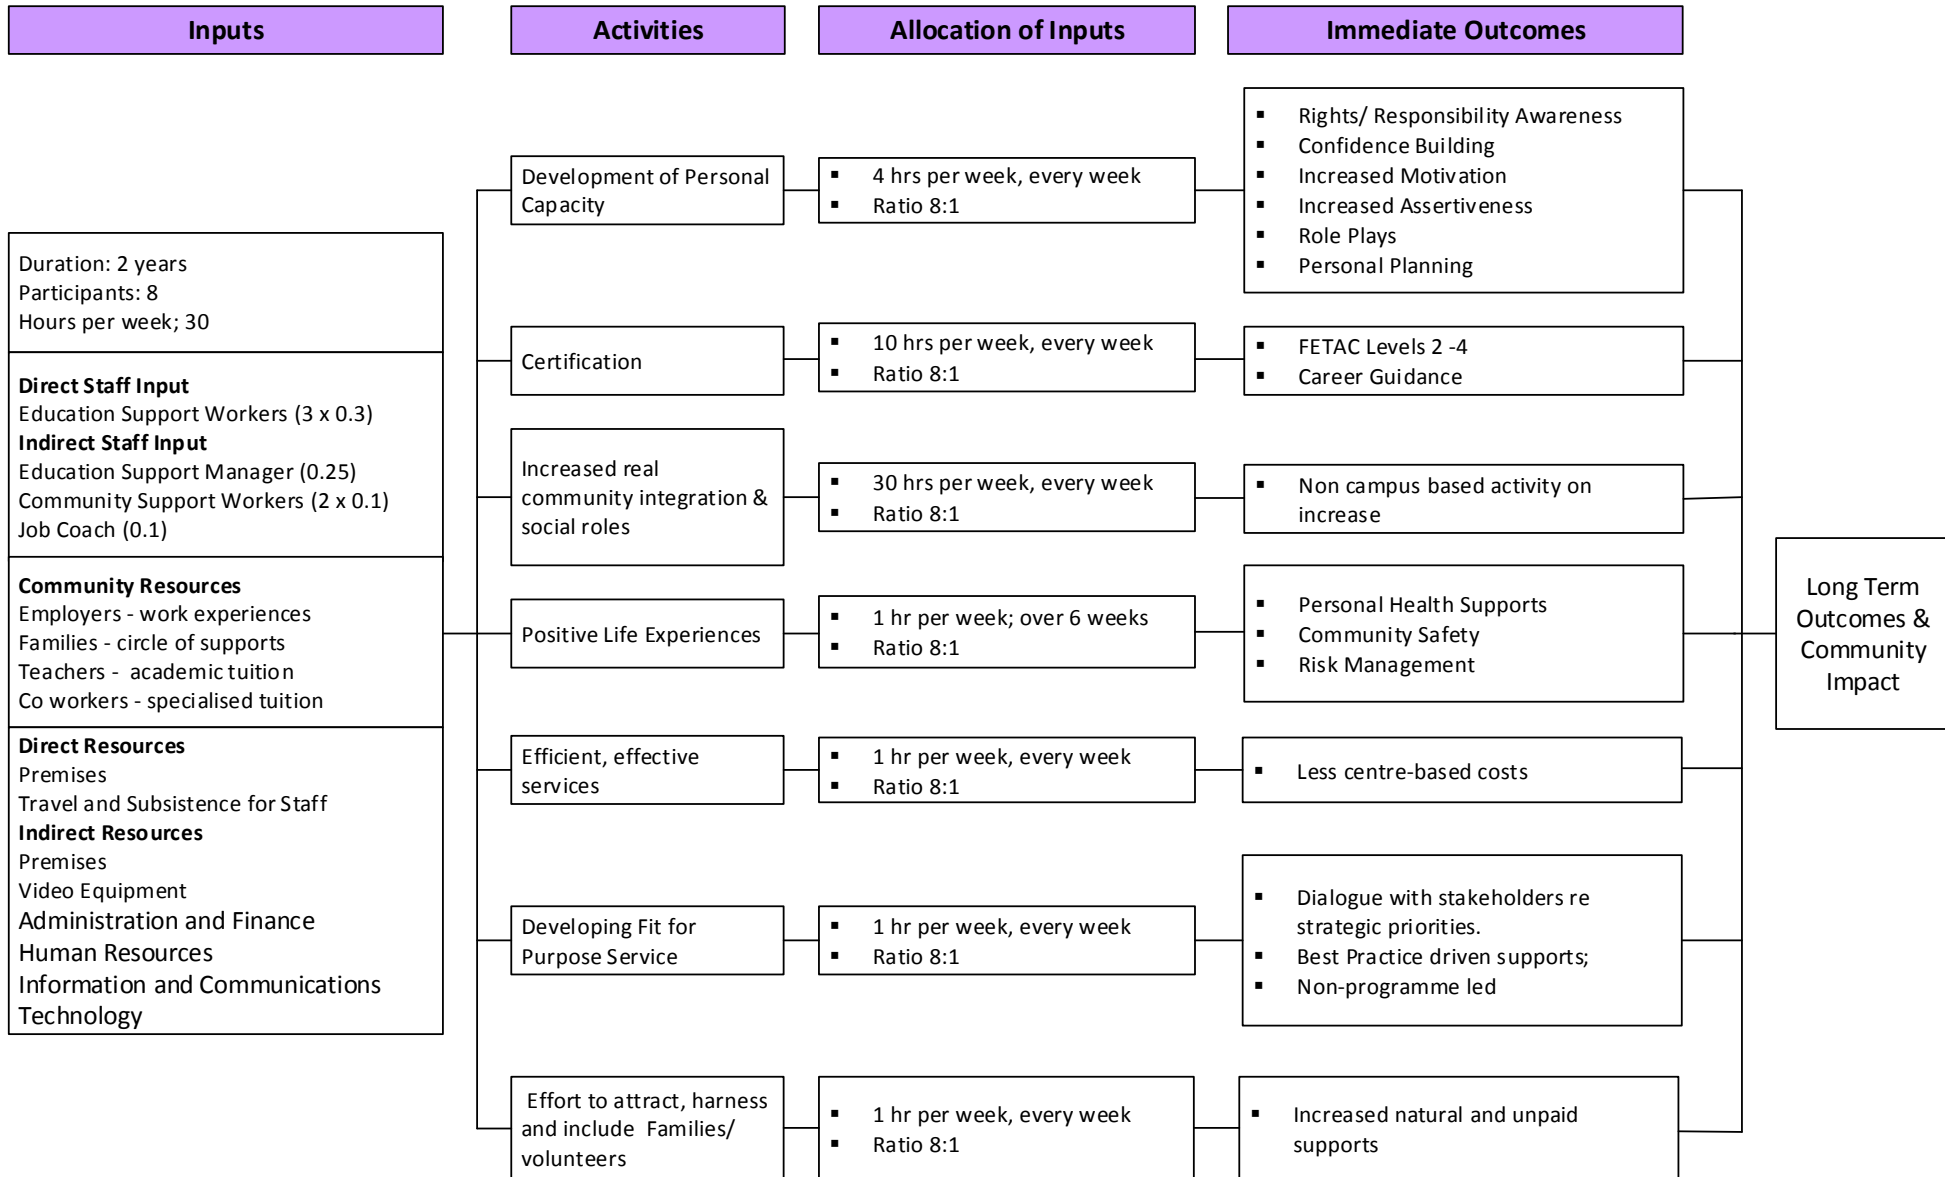 Inputs
Activities
Allocation of Inputs
Immediate Outcomes
Duration: 2 years
Participants: 8
Hours per week; 30
Direct Staff Input
Education Support Workers (3 x 0.3)
Indirect Staff Input
Education Support Manager (0.25)
Community Support Workers (2 x 0.1)
Job Coach (0.1)
Community Resources
Employers - work experiences
Families - circle of supports
Teachers - academic tuition
Co workers - specialised tuition
Direct Resources
Premises
Travel and Subsistence for Staff
Indirect Resources
Premises
Video Equipment
Administration and Finance
Human Resources
Information and Communications
Technology
Development of Personal
Capacity
▪ 4 hrs per week, every week
▪ Ratio 8:1
▪ Rights/ Responsibility Awareness
▪ Confidence Building
▪ Increased Motivation
▪ Increased Assertiveness
▪ Role Plays
▪ Personal Planning
Certification
▪ 10 hrs per week, every week
▪ Ratio 8:1
▪ FETAC Levels 2 -4
▪ Career Guidance
Increased real
community integration &
social roles
▪ 30 hrs per week, every week
▪ Ratio 8:1
▪ Non campus based activity on
increase
Positive Life Experiences
▪ 1 hr per week; over 6 weeks
▪ Ratio 8:1
▪ Personal Health Supports
▪ Community Safety
▪ Risk Management
Efficient, effective
services
▪ 1 hr per week, every week
▪ Ratio 8:1
▪ Less centre-based costs
Developing Fit for
Purpose Service
▪ 1 hr per week, every week
▪ Ratio 8:1
▪ Dialogue with stakeholders re
strategic priorities.
▪ Best Practice driven supports;
▪ Non-programme led
Effort to attract, harness
and include Families/
volunteers
▪ 1 hr per week, every week
▪ Ratio 8:1
▪ Increased natural and unpaid
supports
Long Term
Outcomes &
Community
Impact